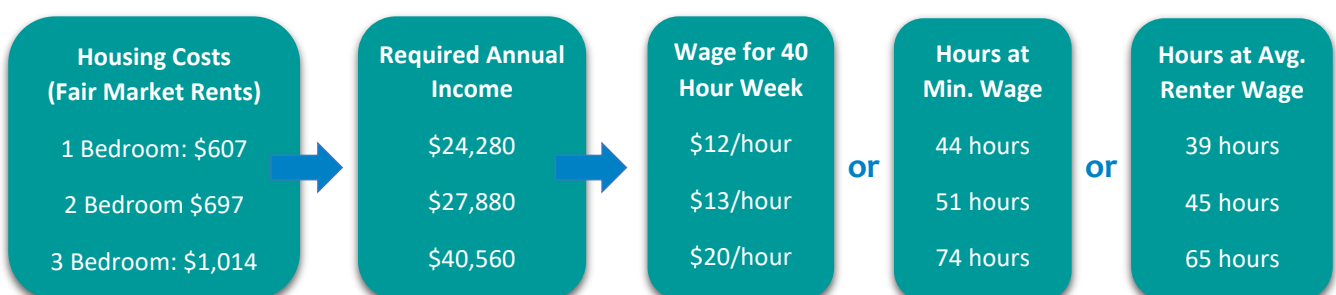 Housing Costs
(Fair Market Rents)
1 Bedroom: $607
2 Bedroom $697
3 Bedroom: $1,014
Required Annual
Income
$24,280
$27,880
$40,560
Wage for 40
Hour Week
$12/hour
$13/hour
$20/hour
or
Hours at
Min. Wage
44 hours
51 hours
74 hours
or
Hours at Avg.
Renter Wage
39 hours
45 hours
65 hours